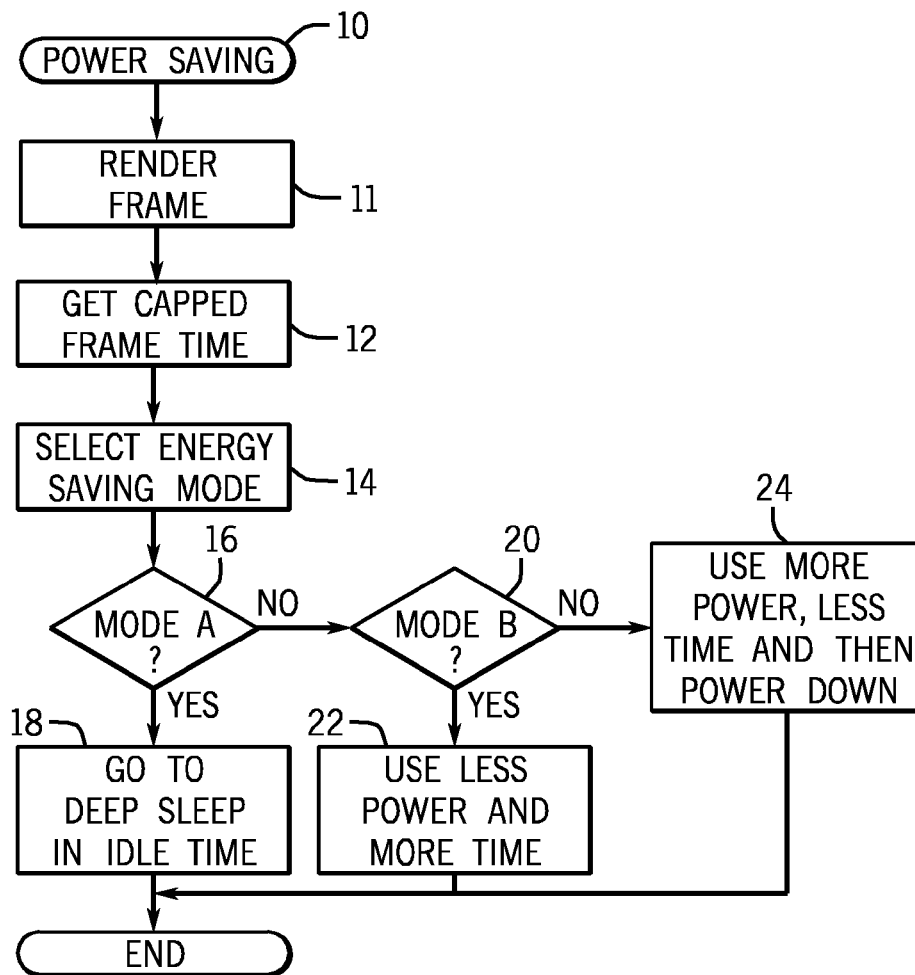 POWER SAVING
10
RENDER
FRAME
11
GET CAPPED
FRAME TIME
12
SELECT ENERGY
SAVING MODE
14
16
MODE A
?
NO
YES
20
MODE B
?
NO
YES
24
USE MORE
POWER, LESS
TIME AND THEN
POWER DOWN
18
GO TO
DEEP SLEEP
IN IDLE TIME
22
USE LESS
POWER AND
MORE TIME
END